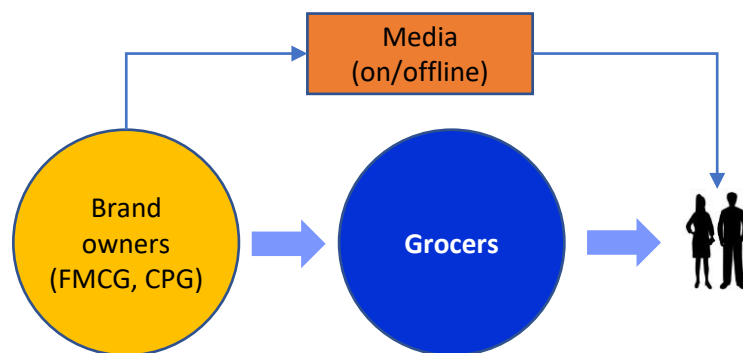 Media
(on/offline)
Brand
owners
(FMCG, CPG)
Grocers